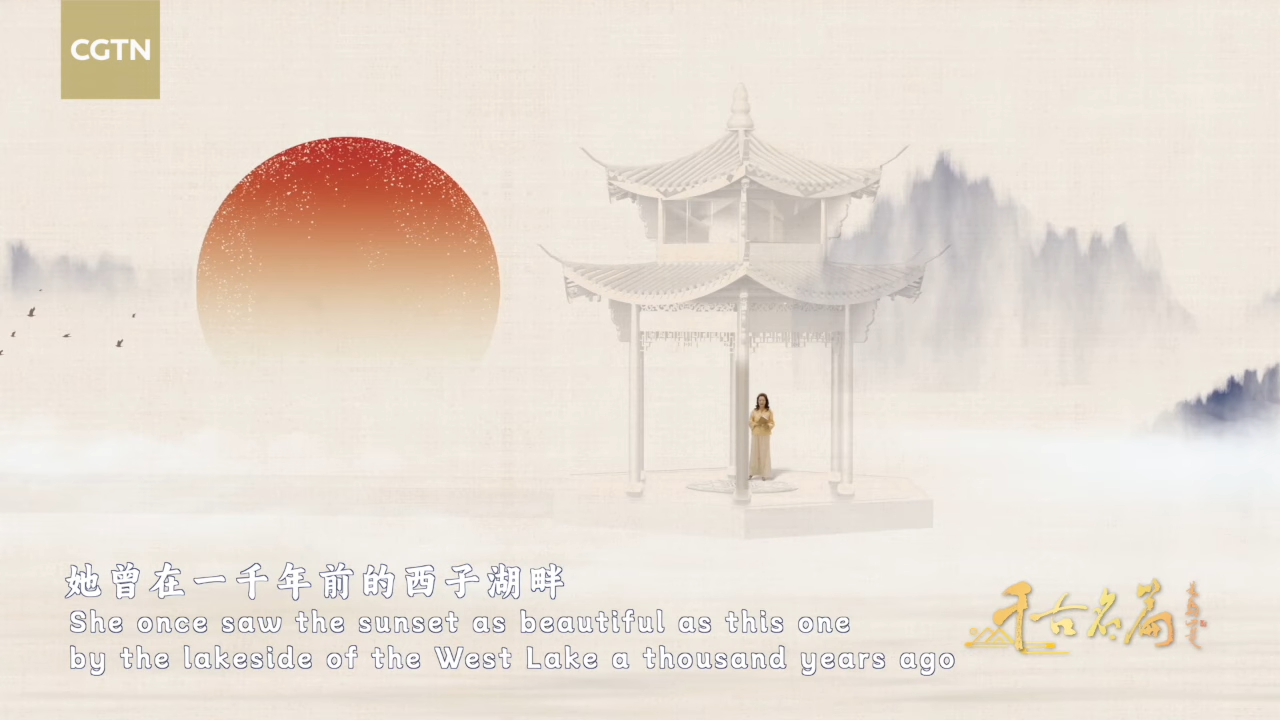 CGTN
她曾在一千年前的西子湖畔
She once saw the sunset as beautiful as this one
by the lakeside of the West Lake a thousand years ago
千古名篇